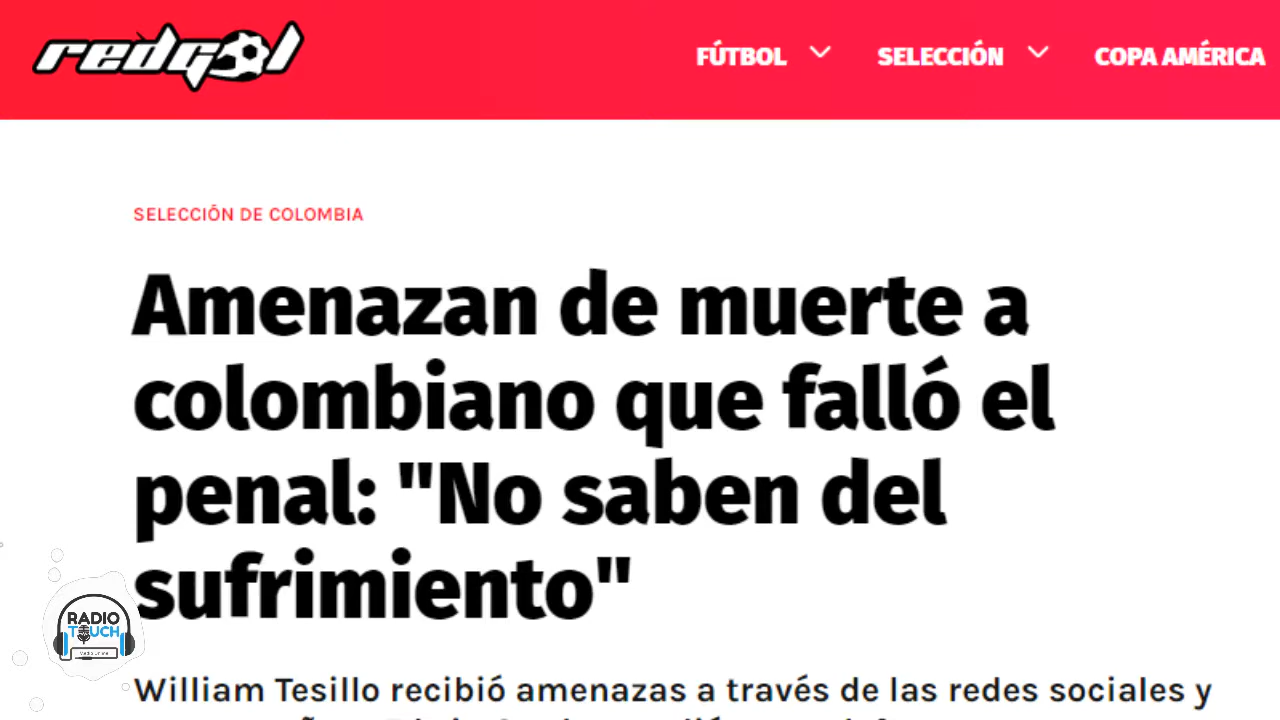 redgol
FÚTBOL SELECCIÓN COPA AMÉRICA
SELECCIÓN DE COLOMBIA
Amenazan de muerte a
colombiano que falló el
penal: "No saben del
sufrimiento"
RADIO
TOUCH
William Tesillo recibió amenazas a través de las redes sociales y